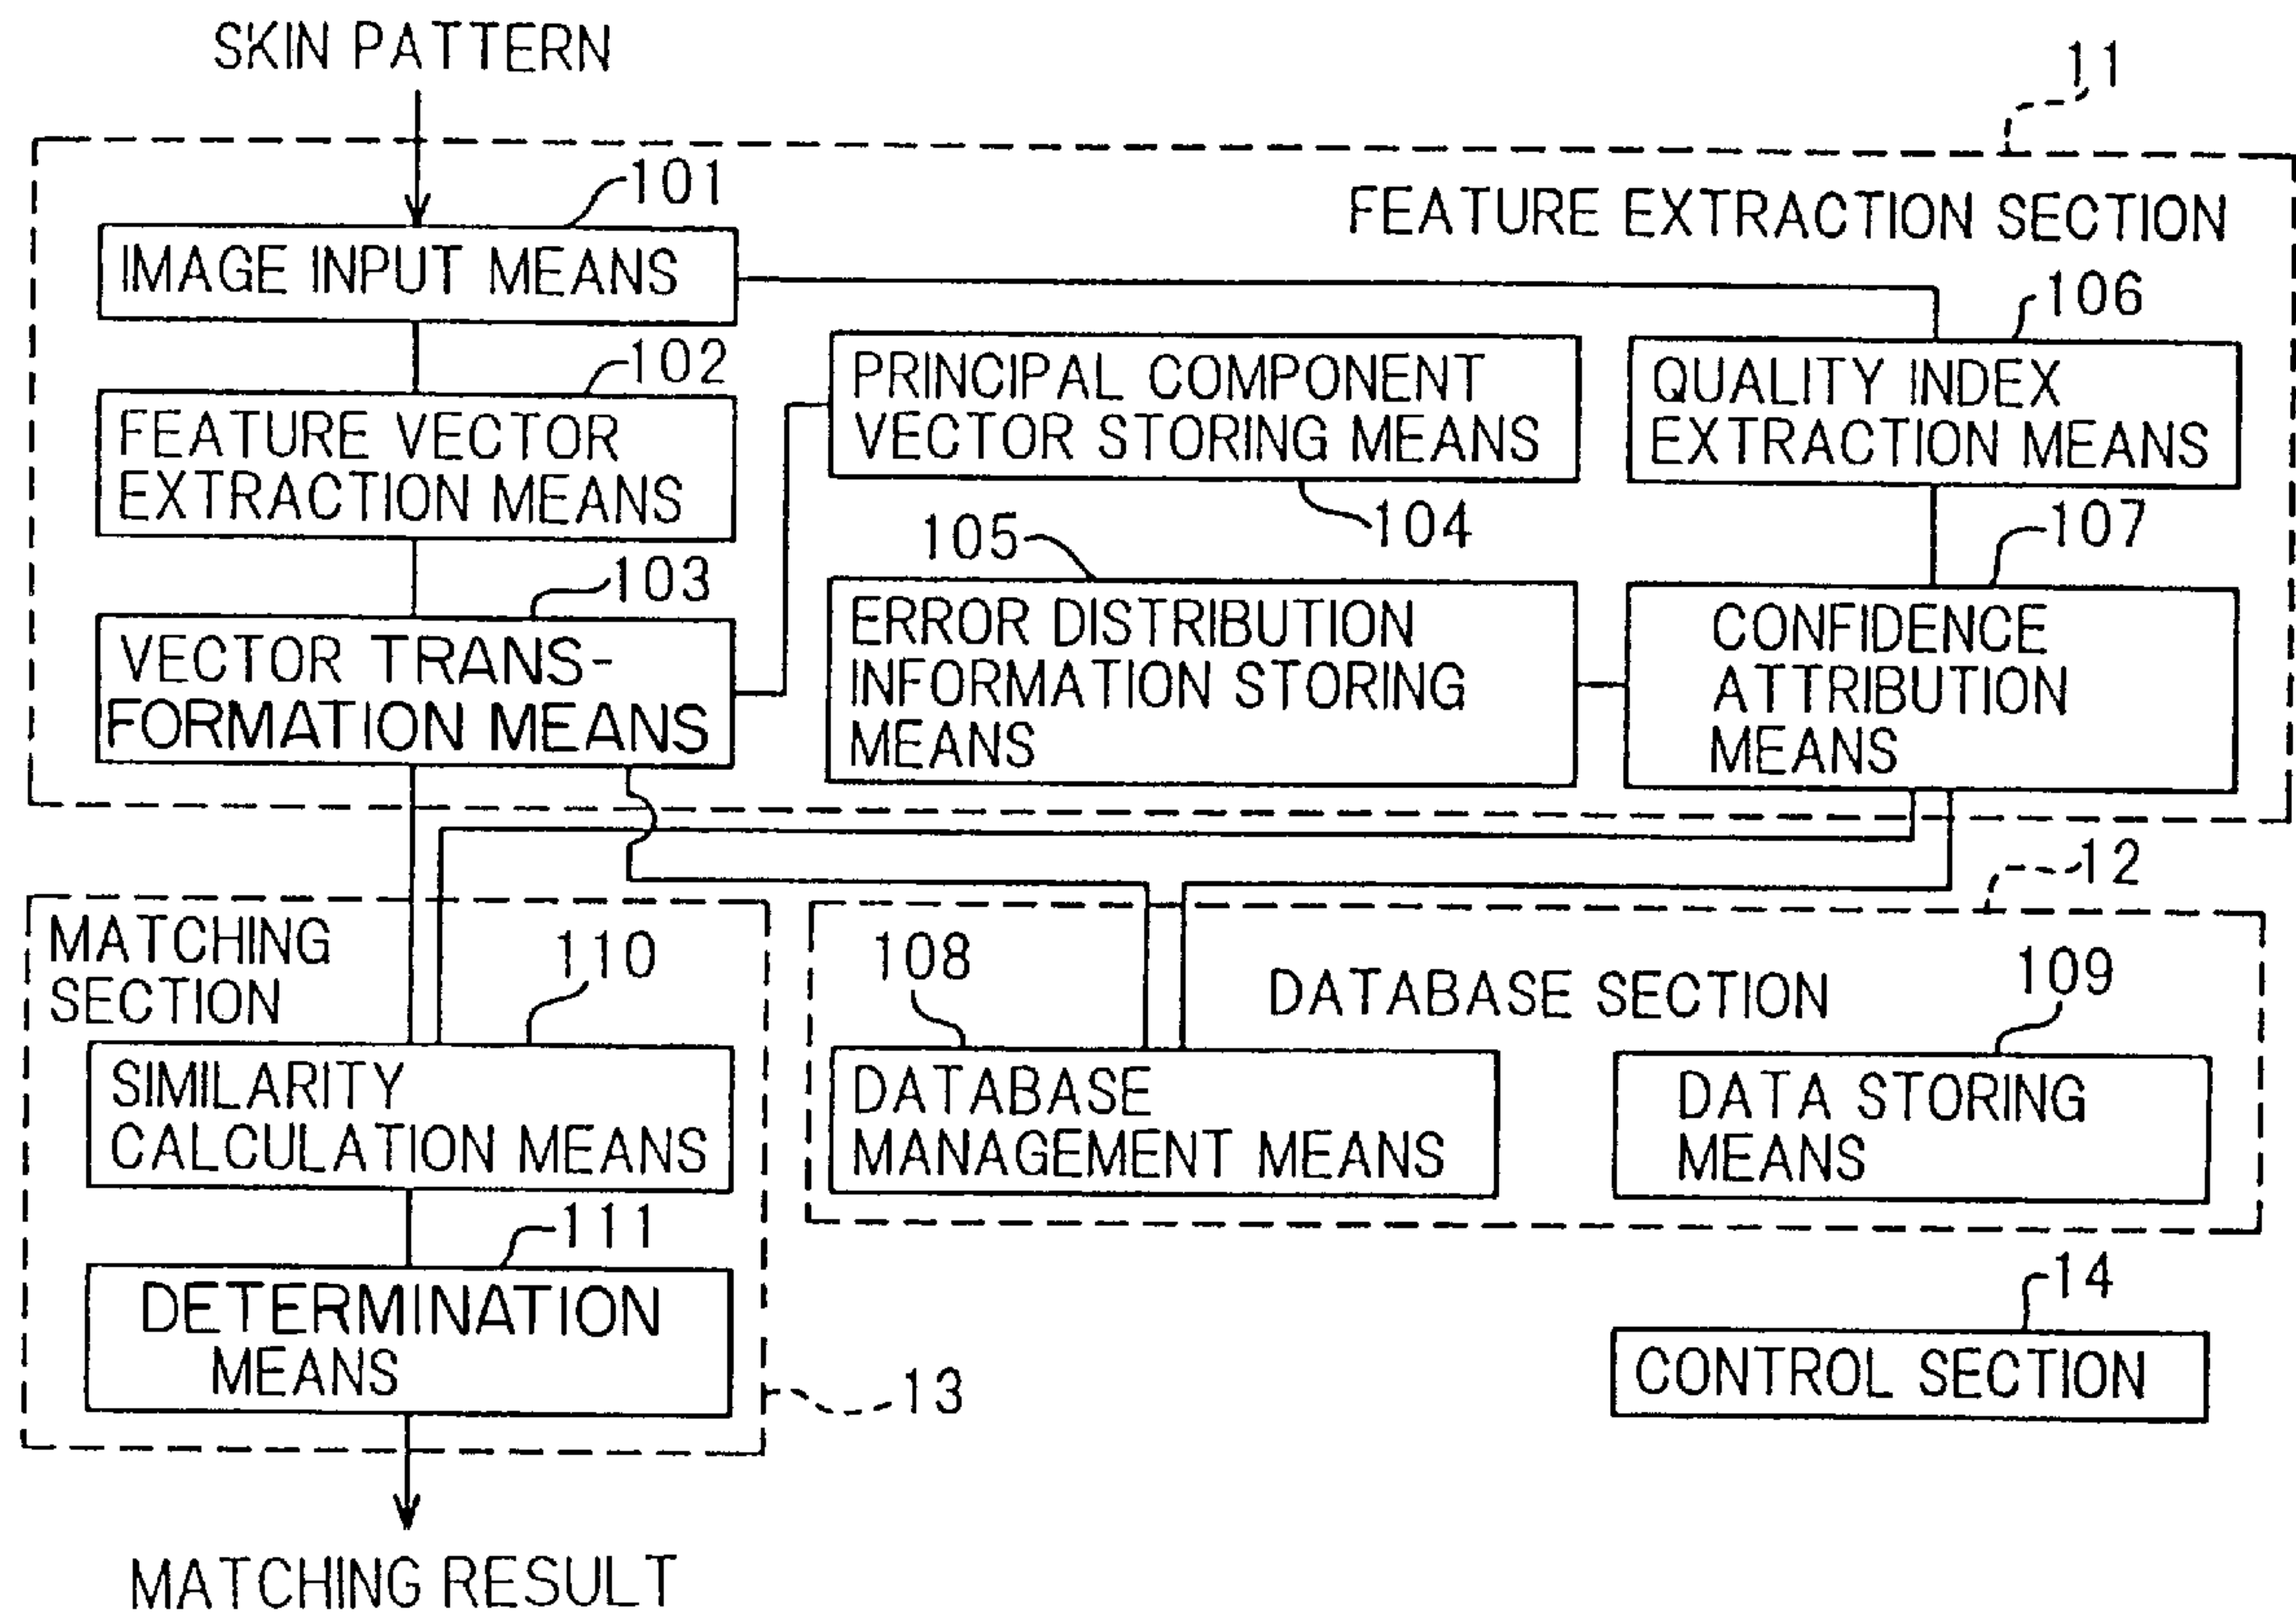 SKIN PATTERN
11
101
FEATURE EXTRACTION SECTION
IMAGE INPUT MEANS
106
102
PRINCIPAL COMPONENT
VECTOR STORING MEANS
QUALITY INDEX
EXTRACTION MEANS
FEATURE VECTOR
EXTRACTION MEANS
104
107
105
103
ERROR DISTRIBUTION
INFORMATION STORING
MEANS
CONFIDENCE
ATTRIBUTION
MEANS
VECTOR TRANS-
FORMATION MEANS
12
MATCHING
SECTION
110
108
DATABASE SECTION
109
SIMILARITY
CALCULATION MEANS
DATABASE
MANAGEMENT MEANS
DATA STORING
MEANS
111
14
DETERMINATION
MEANS
13
CONTROL SECTION
MATCHING RESULT